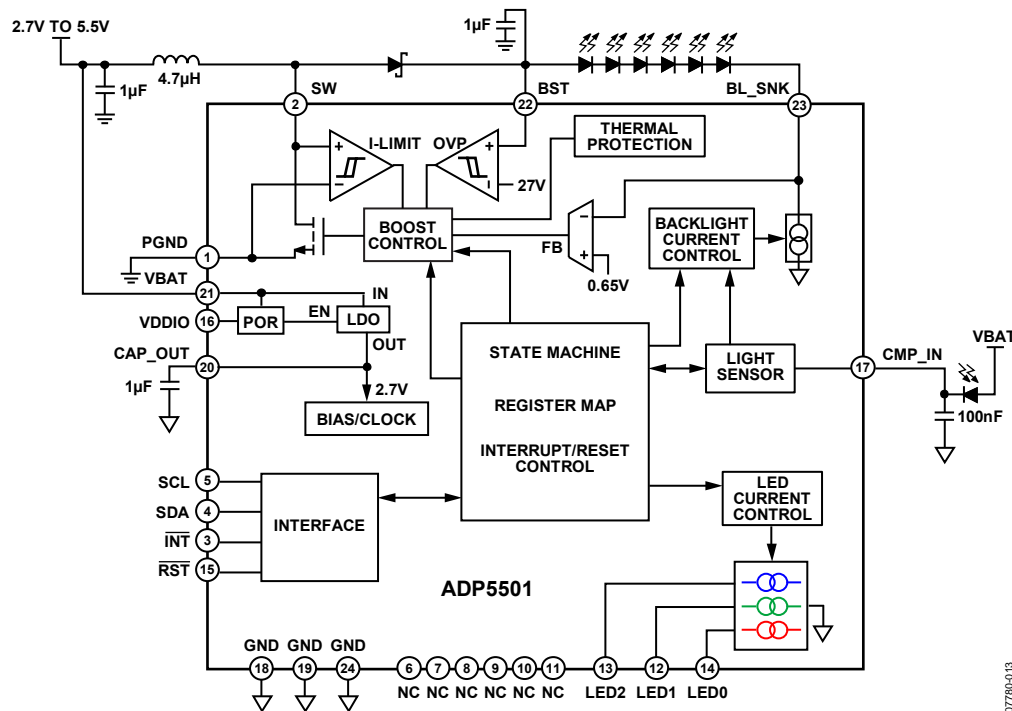 2.7V TO 5.5V
1µF
4.7µH
1µF
SW
BST
BL_SNK
2
22
23
I-LIMIT
OVP
THERMAL
PROTECTION
+
–
+
–
27V
BOOST
CONTROL
FB
–
+
0.65V
BACKLIGHT
CURRENT
CONTROL
PGND
1
VBAT
21
IN
VDDIO
16
POR
EN
LDO
OUT
CAP_OUT
20
1µF
2.7V
BIAS/CLOCK
STATE MACHINE
REGISTER MAP
INTERRUPT/RESET
CONTROL
LIGHT
SENSOR
17
CMP_IN
VBAT
100nF
SCL
5
SDA
4
INT
3
RST
15
INTERFACE
LED
CURRENT
CONTROL
ADP5501
GND
GND
GND
18
19
24
6
7
8
9
10
11
13
12
14
NC
NC
NC
NC
NC
NC
LED2
LED1
LED0
07780-013